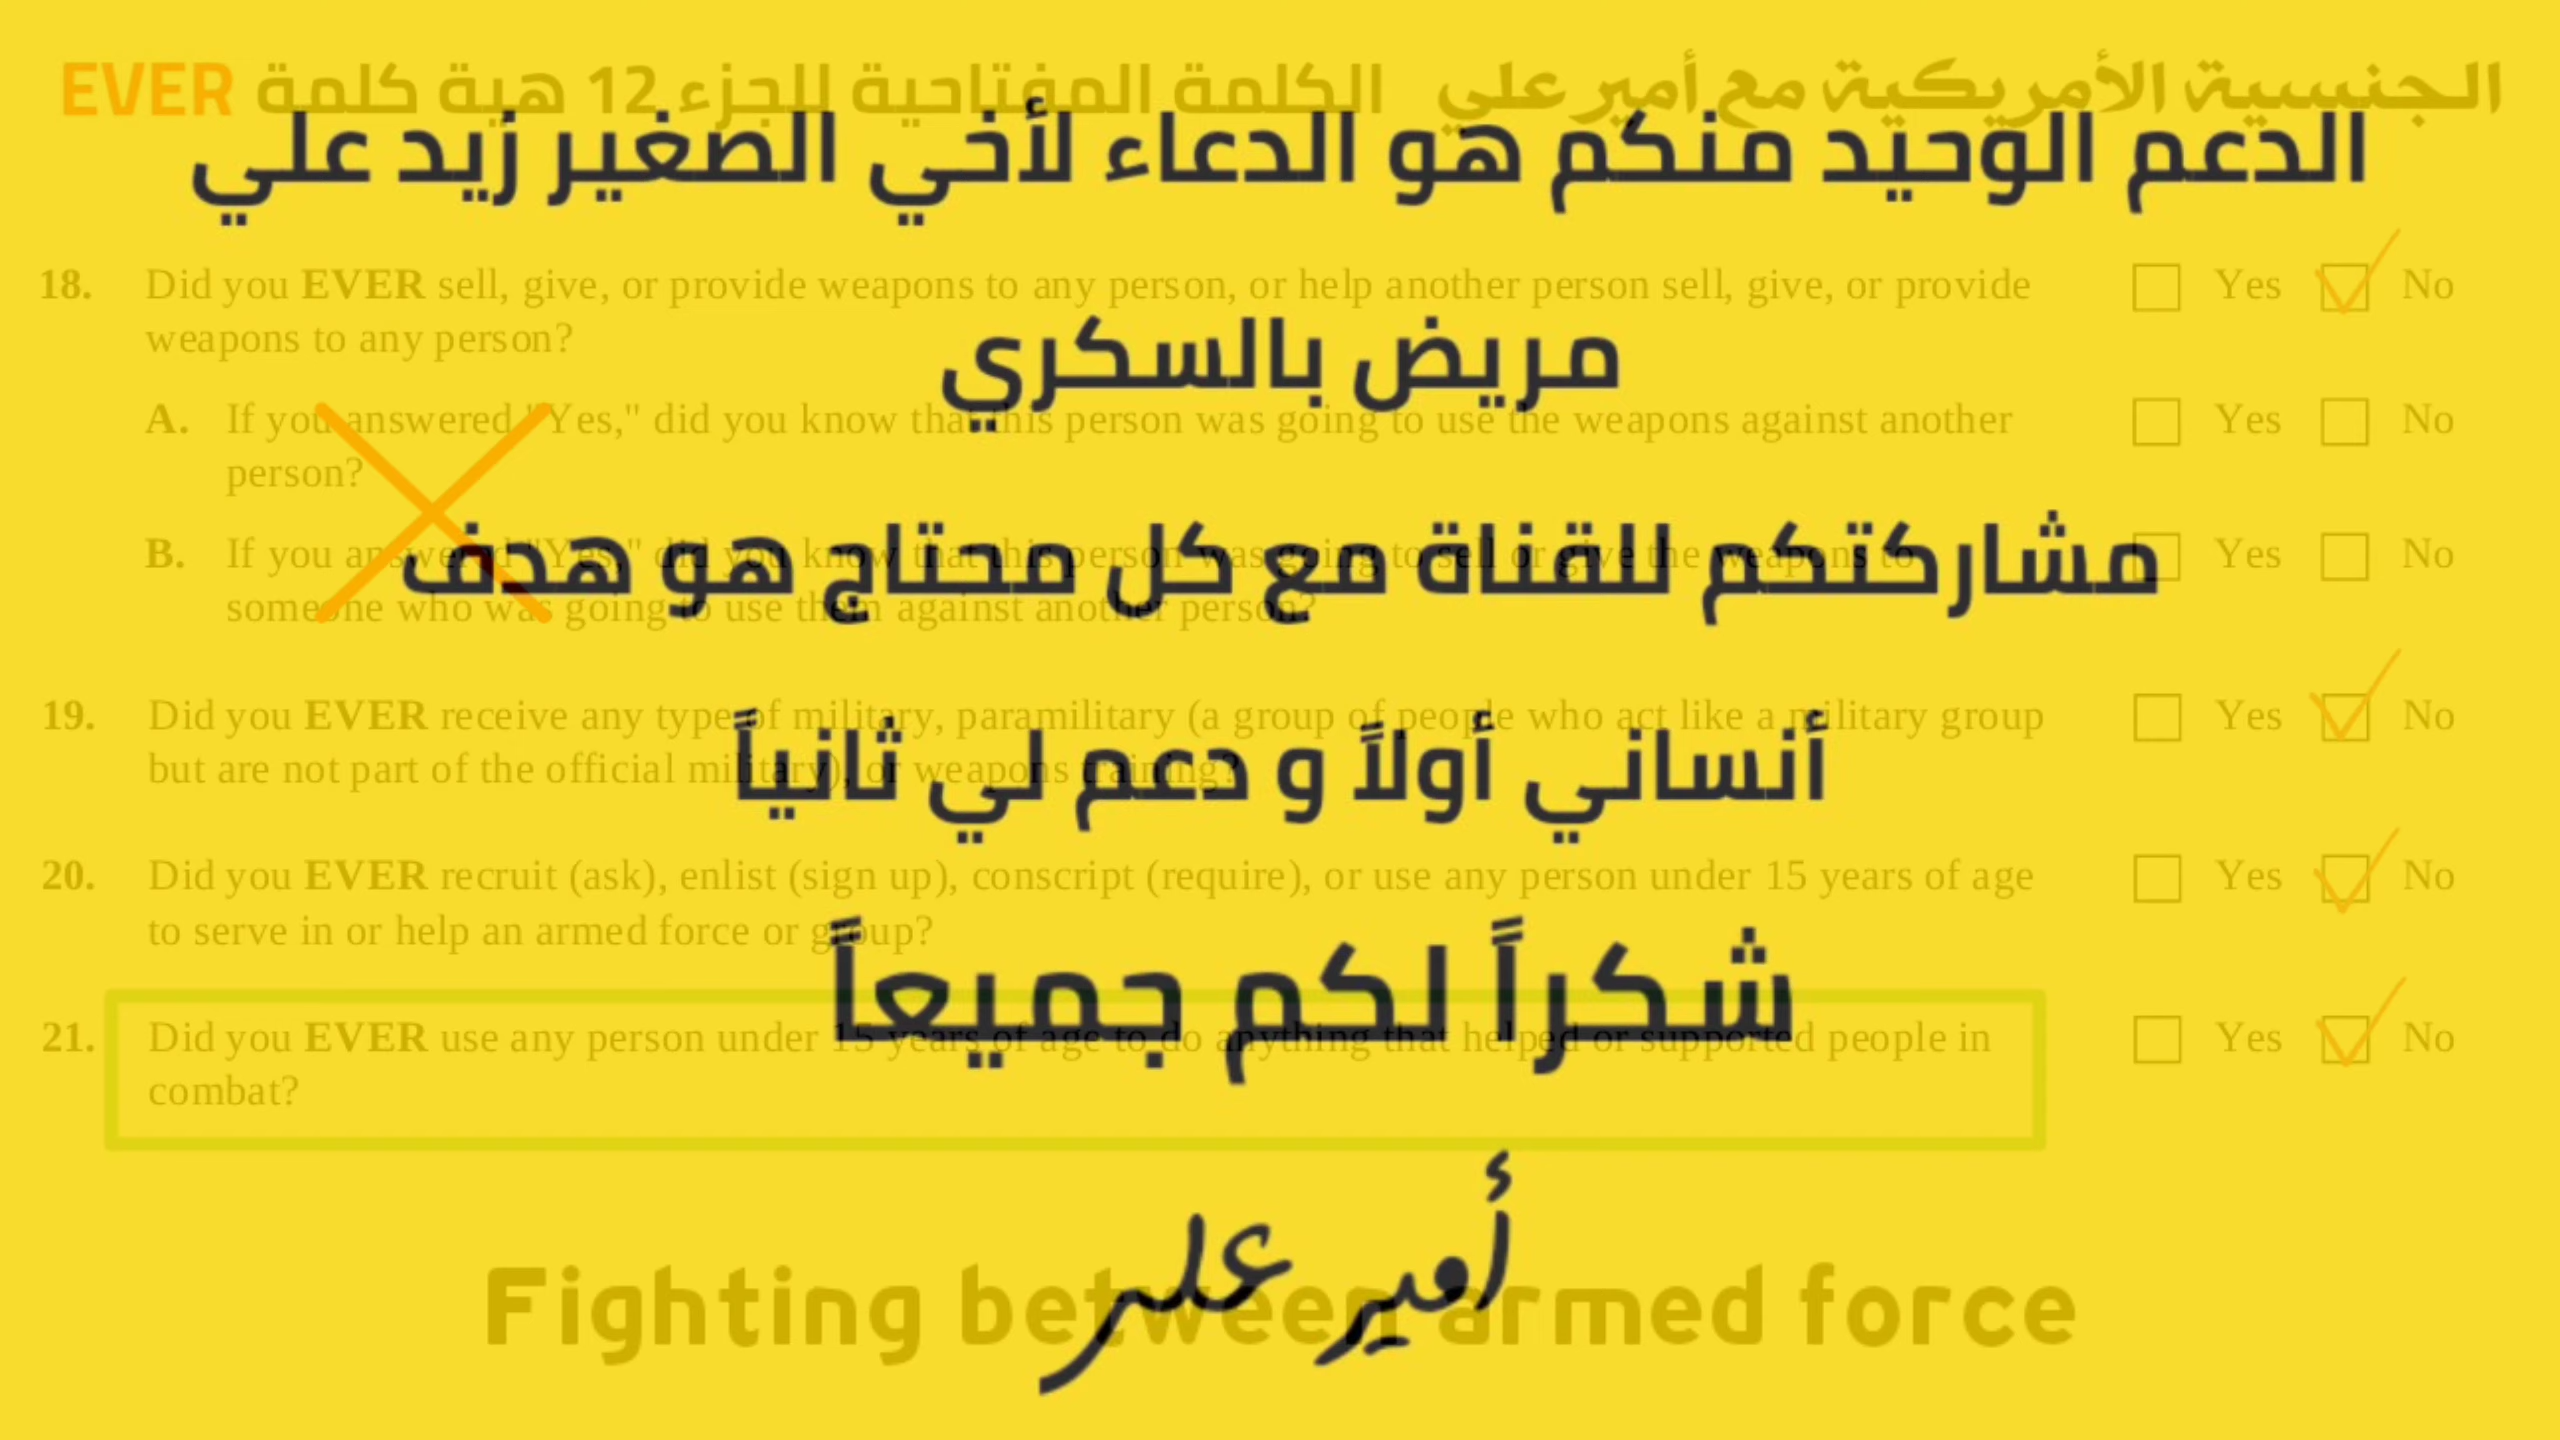 الجنسية الأمريكية مع أمير علي الكلمة المفتاحية للجزء 12 هية كلمة EVER
الدعم الوحيد منكم هو الدعاء لأخي الصغير زيد علي
18. Did you EVER sell, give, or provide weapons to any person, or help another person sell, give, or provide Yes No
weapons to any person?
مريض بالسكري
A. If you answered "Yes," did you know that this person was going to use the weapons against another Yes No
person?
B. If you answered "Yes," did you know that this person was going to sell or give the weapons to Yes No
مشاركتكم للقناة مع كل محتاج هو هدف
someone who was going to use them against another person?
19. Did you EVER receive any type of military, paramilitary (a group of people who act like a military group Yes No
but are not part of the official military), or weapons training?
أنساني أولاً و دعم لي ثانياً
20. Did you EVER recruit (ask), enlist (sign up), conscript (require), or use any person under 15 years of age Yes No
to serve in or help an armed force or group?
شكراً لكم جميعاً
21. Did you EVER use any person under 15 years of age to do anything that helped or supported people in Yes No
combat?
أمير علي
Fighting between armed force